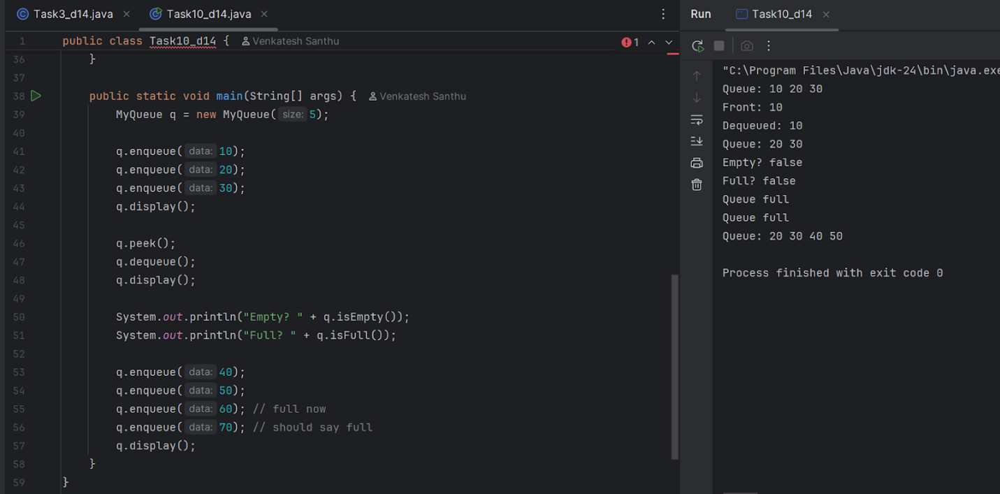 Task3_d14.java
Task10_d14.java
1 public class Task10_d14 { Venkatesh Santhu
1
36 }
37
38 public static void main(String[] args) { Venkatesh Santhu
39 MyQueue q = new MyQueue( size: 5);
40
41 q.enqueue( data: 10);
42 q.enqueue( data: 20);
43 q.enqueue( data: 30);
44 q.display();
45
46 q.peek();
47 q.dequeue();
48 q.display();
49
50 System.out.println("Empty? " + q.isEmpty());
51 System.out.println("Full? " + q.isFull());
52
53 q.enqueue( data: 40);
54 q.enqueue( data: 50);
55 q.enqueue( data: 60); // full now
56 q.enqueue( data: 70); // should say full
57 q.display();
58 }
59 }
Run Task10_d14
"C:\Program Files\Java\jdk-24\bin\java.exe
Queue: 10 20 30
Front: 10
Dequeued: 10
Queue: 20 30
Empty? false
Full? false
Queue full
Queue full
Queue: 20 30 40 50
Process finished with exit code 0